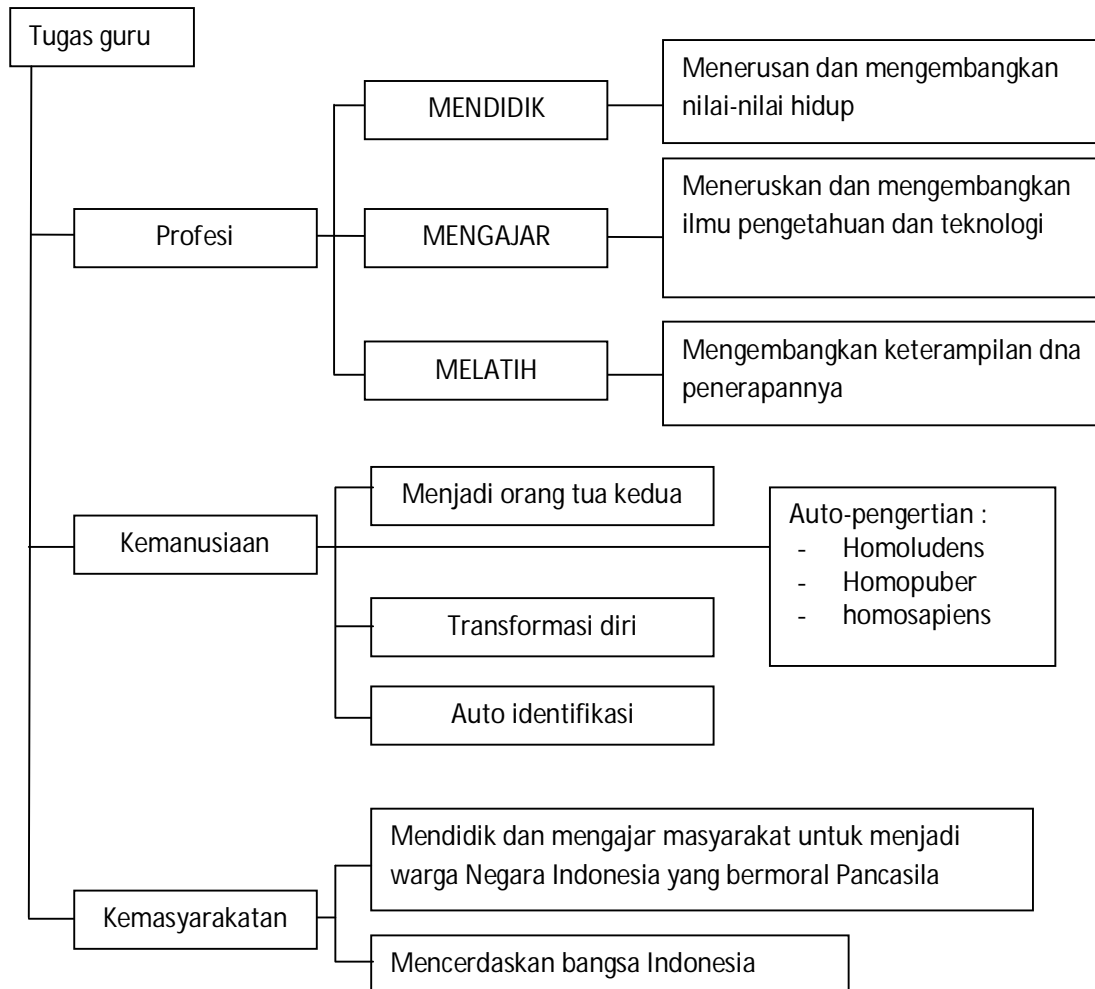 Tugas guru
MENDIDIK
Menerusan dan mengembangkan
nilai-nilai hidup
Profesi
MENGAJAR
Meneruskan dan mengembangkan
ilmu pengetahuan dan teknologi
MELATIH
Mengembangkan keterampilan dna
penerapannya
Kemanusiaan
Menjadi orang tua kedua
Auto-pengertian :
- Homoludens
- Homopuber
- homosapiens
Transformasi diri
Auto identifikasi
Kemasyarakatan
Mendidik dan mengajar masyarakat untuk menjadi
warga Negara Indonesia yang bermoral Pancasila
Mencerdaskan bangsa Indonesia